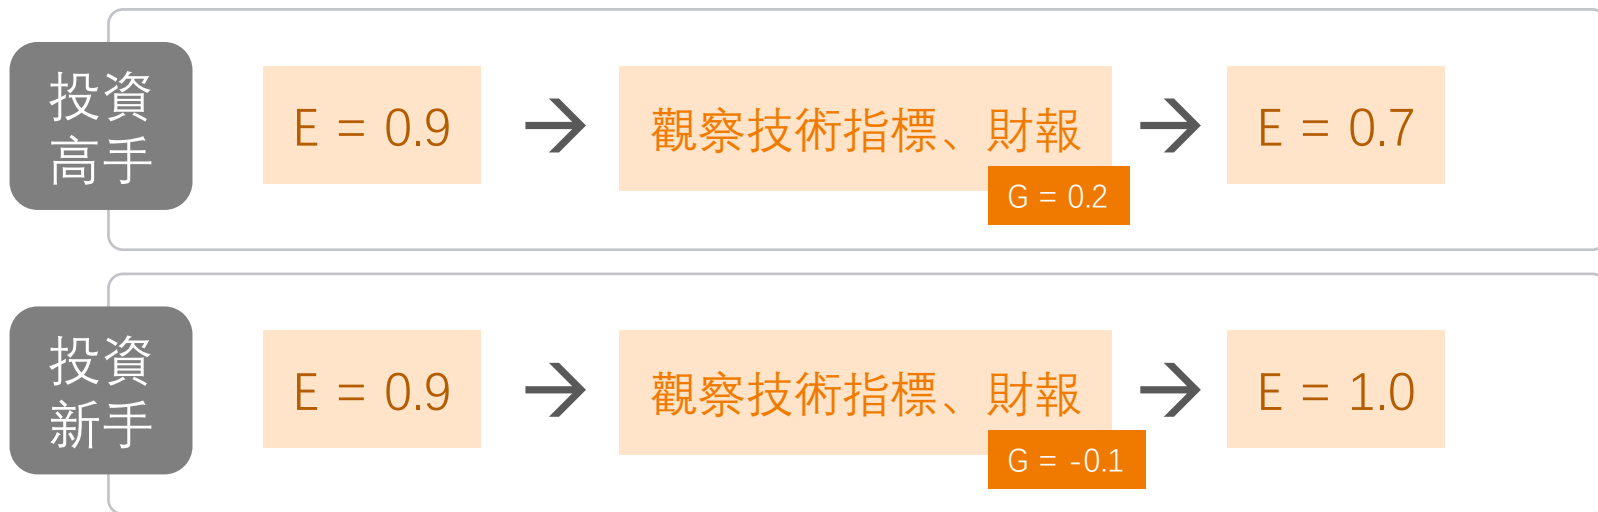 投資
高手
E = 0.9
觀察技術指標、財報
G = 0.2
E = 0.7
投資
新手
E = 0.9
觀察技術指標、財報
G = -0.1
E = 1.0